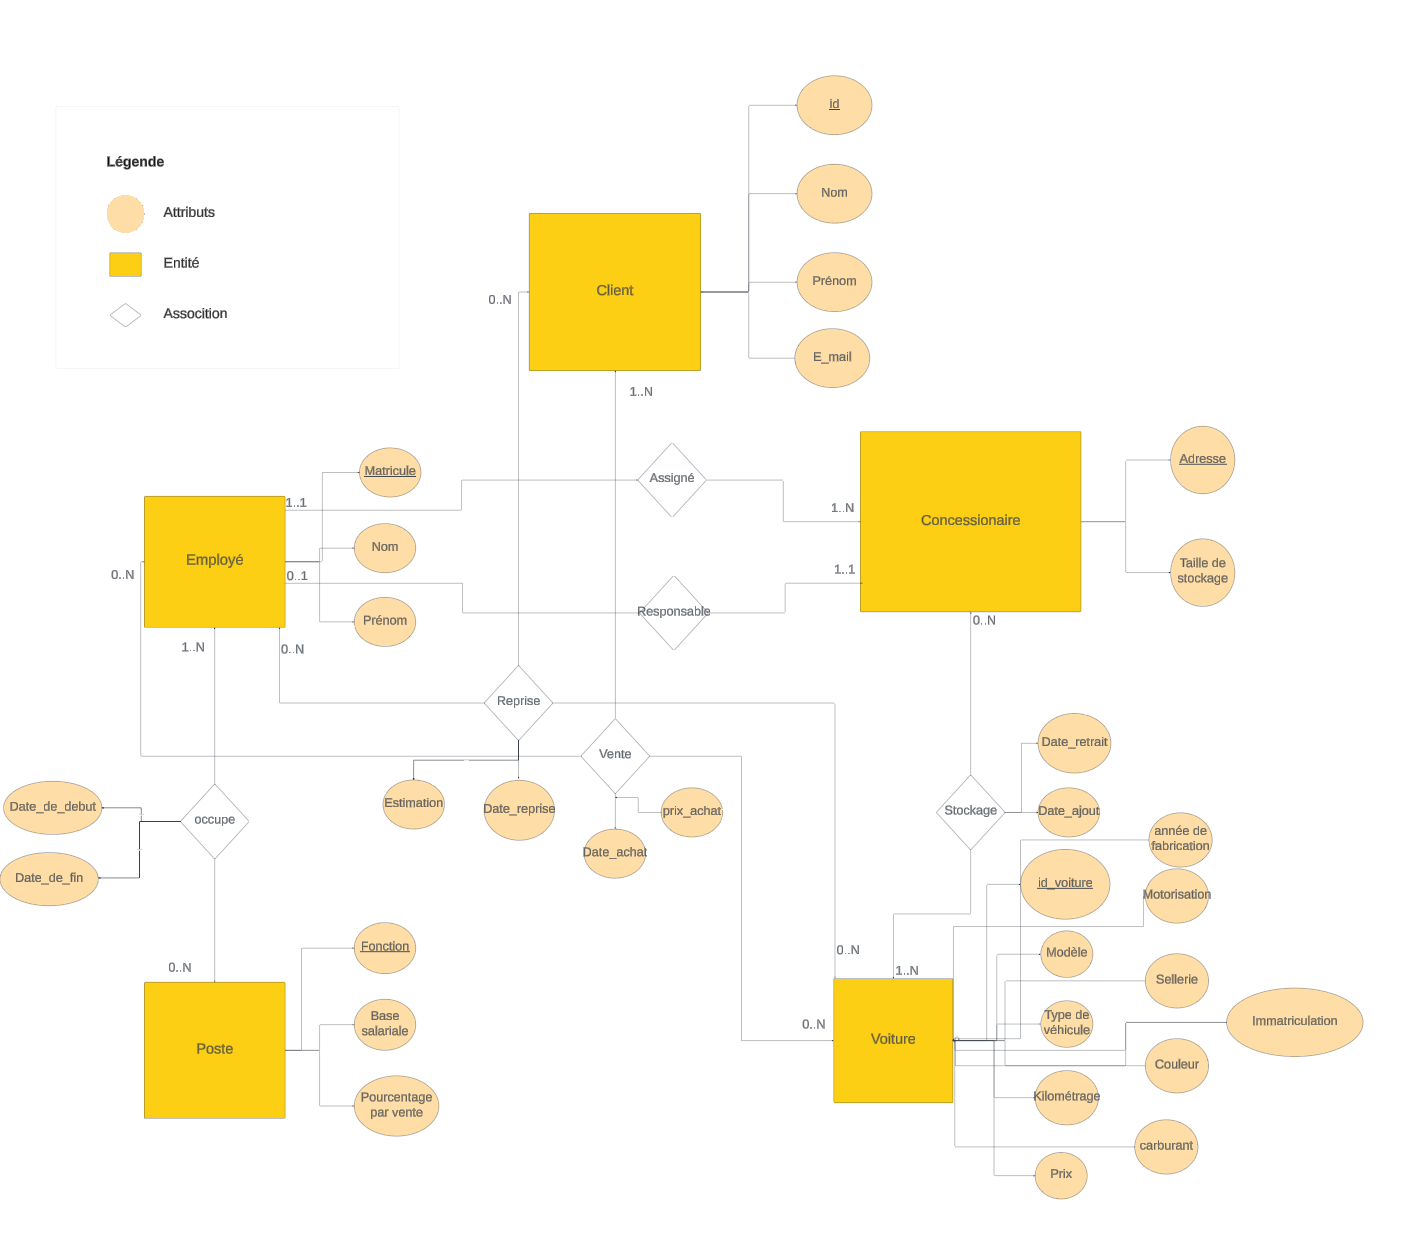 Légende
Attributs
Entité
Assocition
id
Nom
Prénom
E_mail
Client
0..N
1..N
Matricule
Nom
Prénom
Employé
1..1
0..1
0..N
1..N
0..N
Assigné
Responsable
1..N
1..1
Concessionaire
Adresse
Taille de
stockage
0..N
Reprise
Vente
Estimation
Date_reprise
prix_achat
Date_achat
occupe
Date_de_debut
Date_de_fin
Stockage
Date_retrait
Date_ajout
année de
fabrication
id_voiture
Motorisation
Modèle
Sellerie
Type de
véhicule
Immatriculation
Couleur
Kilométrage
carburant
Prix
0..N
1..N
0..N
Voiture
0..N
Poste
Fonction
Base
salariale
Pourcentage
par vente